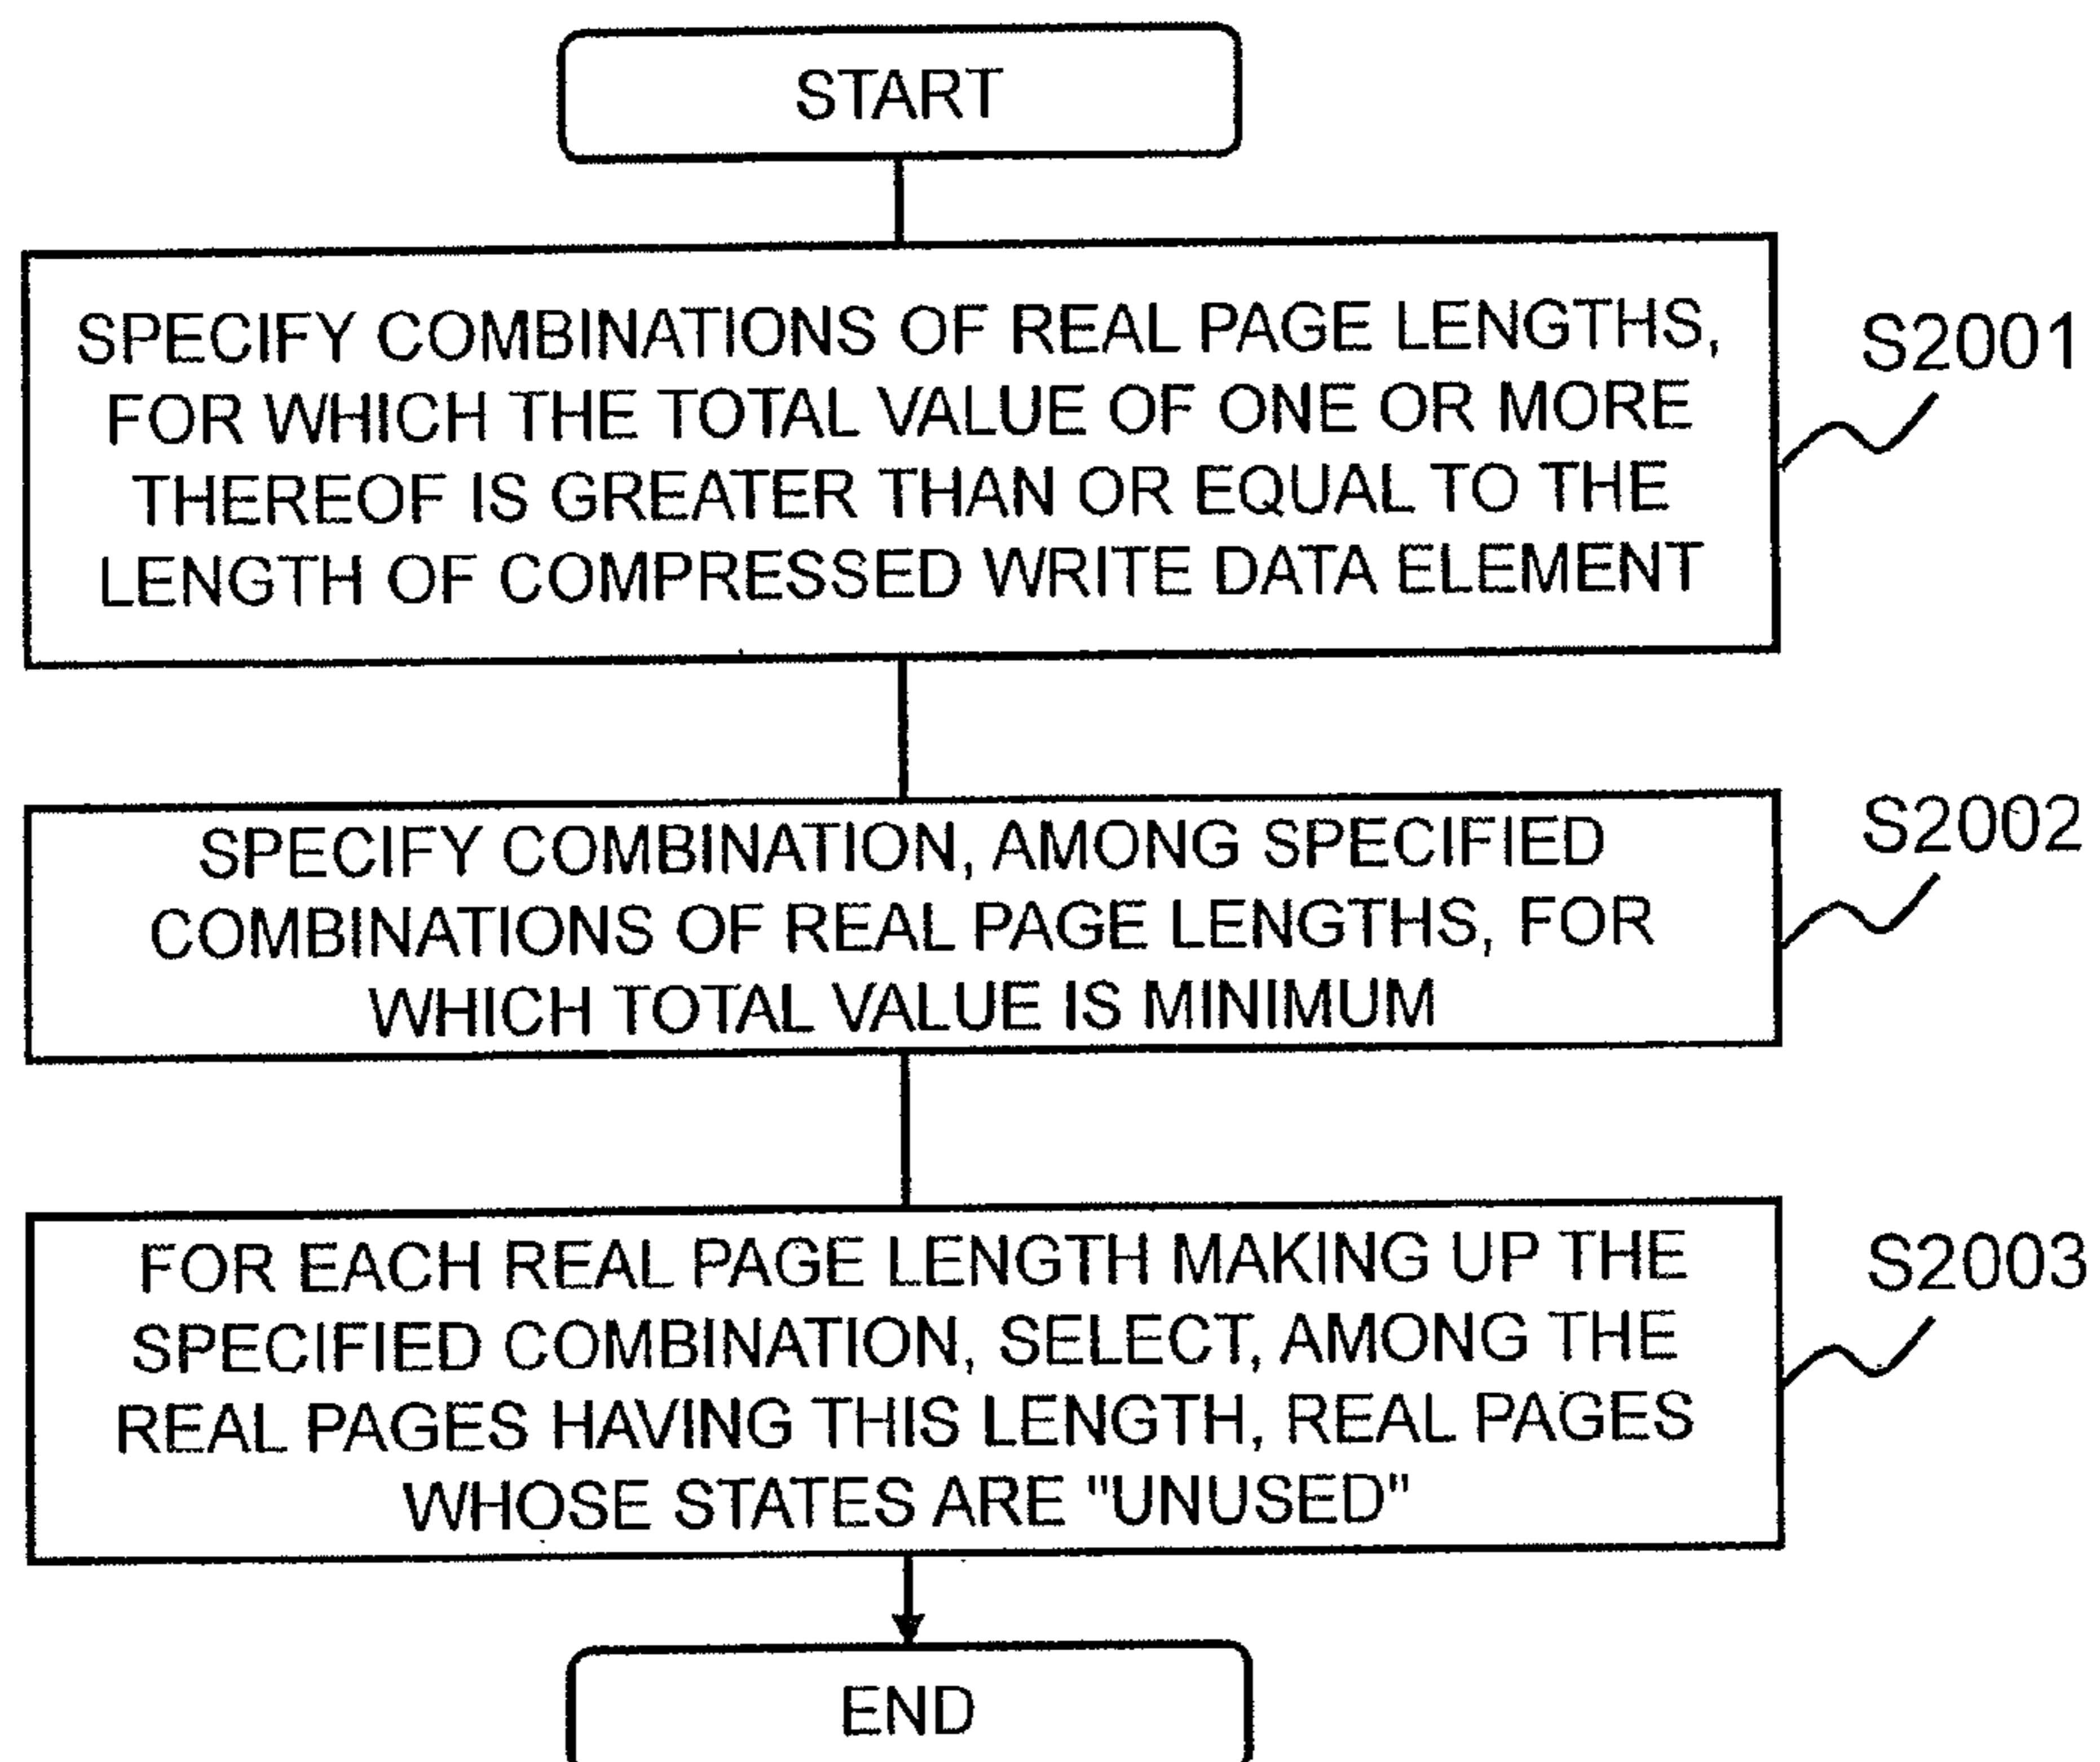 START
SPECIFY COMBINATIONS OF REAL PAGE LENGTHS,
FOR WHICH THE TOTAL VALUE OF ONE OR MORE
THEREOF IS GREATER THAN OR EQUAL TO THE
LENGTH OF COMPRESSED WRITE DATA ELEMENT
S2001
SPECIFY COMBINATION, AMONG SPECIFIED
COMBINATIONS OF REAL PAGE LENGTHS, FOR
WHICH TOTAL VALUE IS MINIMUM
S2002
FOR EACH REAL PAGE LENGTH MAKING UP THE
SPECIFIED COMBINATION, SELECT, AMONG THE
REAL PAGES HAVING THIS LENGTH, REAL PAGES
WHOSE STATES ARE "UNUSED"
S2003
END